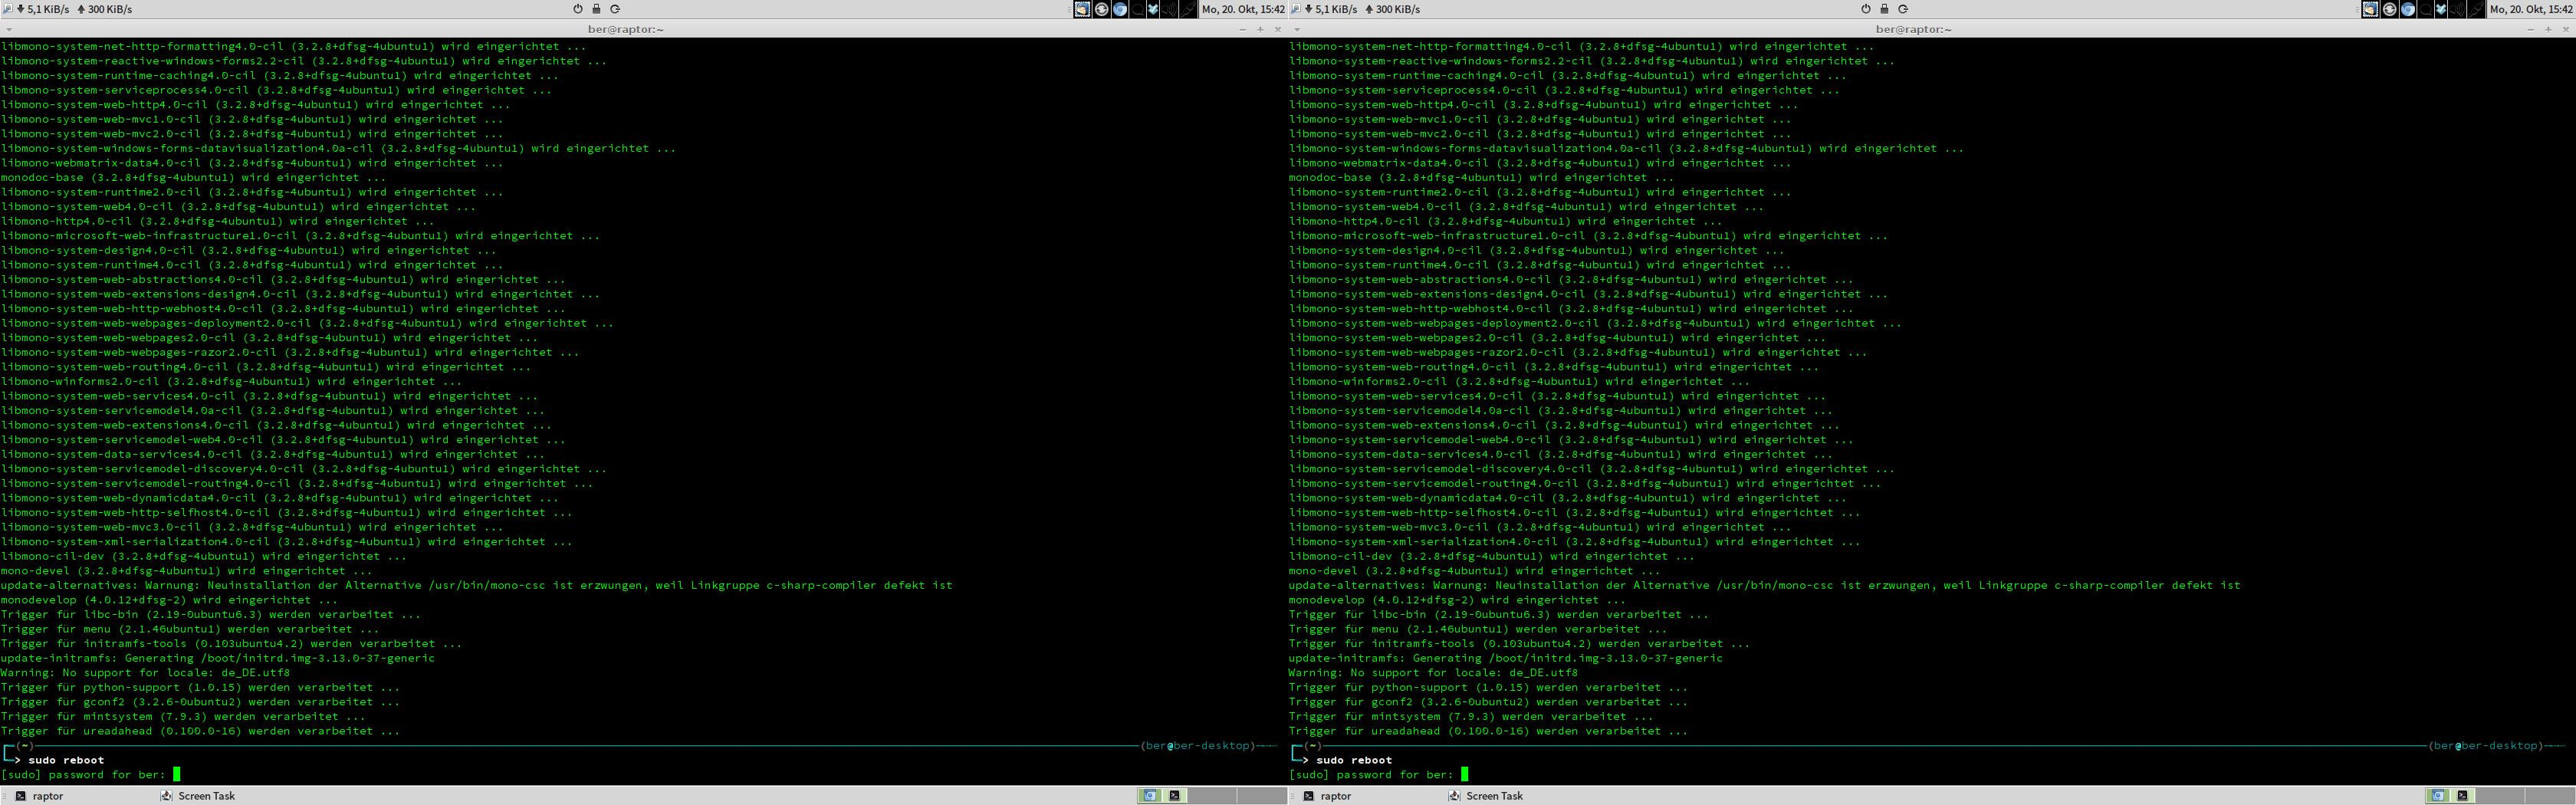 5,1 KiB/s 300 KiB/s Mo, 20. Okt, 15:42
ber@raptor:~
libmono-system-net-http-formatting4.0-cil (3.2.8+dfsg-4ubuntu1) wird eingerichtet ...
libmono-system-reactive-windows-forms2.2-cil (3.2.8+dfsg-4ubuntu1) wird eingerichtet ...
libmono-system-runtime-caching4.0-cil (3.2.8+dfsg-4ubuntu1) wird eingerichtet ...
libmono-system-serviceprocess4.0-cil (3.2.8+dfsg-4ubuntu1) wird eingerichtet ...
libmono-system-web-http4.0-cil (3.2.8+dfsg-4ubuntu1) wird eingerichtet ...
libmono-system-web-mvc1.0-cil (3.2.8+dfsg-4ubuntu1) wird eingerichtet ...
libmono-system-web-mvc2.0-cil (3.2.8+dfsg-4ubuntu1) wird eingerichtet ...
libmono-system-windows-forms-datavisualization4.0a-cil (3.2.8+dfsg-4ubuntu1) wird eingerichtet ...
libmono-webmatrix-data4.0-cil (3.2.8+dfsg-4ubuntu1) wird eingerichtet ...
monodoc-base (3.2.8+dfsg-4ubuntu1) wird eingerichtet ...
libmono-system-runtime2.0-cil (3.2.8+dfsg-4ubuntu1) wird eingerichtet ...
libmono-system-web4.0-cil (3.2.8+dfsg-4ubuntu1) wird eingerichtet ...
libmono-http4.0-cil (3.2.8+dfsg-4ubuntu1) wird eingerichtet ...
libmono-microsoft-web-infrastructure1.0-cil (3.2.8+dfsg-4ubuntu1) wird eingerichtet ...
libmono-system-design4.0-cil (3.2.8+dfsg-4ubuntu1) wird eingerichtet ...
libmono-system-runtime4.0-cil (3.2.8+dfsg-4ubuntu1) wird eingerichtet ...
libmono-system-web-abstractions4.0-cil (3.2.8+dfsg-4ubuntu1) wird eingerichtet ...
libmono-system-web-extensions-design4.0-cil (3.2.8+dfsg-4ubuntu1) wird eingerichtet ...
libmono-system-web-http-webhost4.0-cil (3.2.8+dfsg-4ubuntu1) wird eingerichtet ...
libmono-system-web-webpages-deployment2.0-cil (3.2.8+dfsg-4ubuntu1) wird eingerichtet ...
libmono-system-web-webpages2.0-cil (3.2.8+dfsg-4ubuntu1) wird eingerichtet ...
libmono-system-web-webpages-razor2.0-cil (3.2.8+dfsg-4ubuntu1) wird eingerichtet ...
libmono-system-web-routing4.0-cil (3.2.8+dfsg-4ubuntu1) wird eingerichtet ...
libmono-winforms2.0-cil (3.2.8+dfsg-4ubuntu1) wird eingerichtet ...
libmono-system-web-services4.0-cil (3.2.8+dfsg-4ubuntu1) wird eingerichtet ...
libmono-system-servicemodel4.0a-cil (3.2.8+dfsg-4ubuntu1) wird eingerichtet ...
libmono-system-web-extensions4.0-cil (3.2.8+dfsg-4ubuntu1) wird eingerichtet ...
libmono-system-servicemodel-web4.0-cil (3.2.8+dfsg-4ubuntu1) wird eingerichtet ...
libmono-system-data-services4.0-cil (3.2.8+dfsg-4ubuntu1) wird eingerichtet ...
libmono-system-servicemodel-discovery4.0-cil (3.2.8+dfsg-4ubuntu1) wird eingerichtet ...
libmono-system-servicemodel-routing4.0-cil (3.2.8+dfsg-4ubuntu1) wird eingerichtet ...
libmono-system-web-dynamicdata4.0-cil (3.2.8+dfsg-4ubuntu1) wird eingerichtet ...
libmono-system-web-http-selfhost4.0-cil (3.2.8+dfsg-4ubuntu1) wird eingerichtet ...
libmono-system-web-mvc3.0-cil (3.2.8+dfsg-4ubuntu1) wird eingerichtet ...
libmono-system-xml-serialization4.0-cil (3.2.8+dfsg-4ubuntu1) wird eingerichtet ...
libmono-cil-dev (3.2.8+dfsg-4ubuntu1) wird eingerichtet ...
mono-devel (3.2.8+dfsg-4ubuntu1) wird eingerichtet ...
update-alternatives: Warnung: Neuinstallation der Alternative /usr/bin/mono-csc ist erzwungen, weil Linkgruppe c-sharp-compiler defekt ist
monodevelop (4.0.12+dfsg-2) wird eingerichtet ...
Trigger für libc-bin (2.19-0ubuntu6.3) werden verarbeitet ...
Trigger für menu (2.1.46ubuntu1) werden verarbeitet ...
Trigger für initramfs-tools (0.103ubuntu4.2) werden verarbeitet ...
update-initramfs: Generating /boot/initrd.img-3.13.0-37-generic
Warning: No support for locale: de_DE.utf8
Trigger für python-support (1.0.15) werden verarbeitet ...
Trigger für gconf2 (3.2.6-0ubuntu2) werden verarbeitet ...
Trigger für mintsystem (7.9.3) werden verarbeitet ...
Trigger für ureadahead (0.100.0-16) werden verarbeitet ...
(~) (ber@ber-desktop)
> sudo reboot
[sudo] password for ber:
raptor Screen Task
5,1 KiB/s 300 KiB/s Mo, 20. Okt, 15:42
ber@raptor:~
libmono-system-net-http-formatting4.0-cil (3.2.8+dfsg-4ubuntu1) wird eingerichtet ...
libmono-system-reactive-windows-forms2.2-cil (3.2.8+dfsg-4ubuntu1) wird eingerichtet ...
libmono-system-runtime-caching4.0-cil (3.2.8+dfsg-4ubuntu1) wird eingerichtet ...
libmono-system-serviceprocess4.0-cil (3.2.8+dfsg-4ubuntu1) wird eingerichtet ...
libmono-system-web-http4.0-cil (3.2.8+dfsg-4ubuntu1) wird eingerichtet ...
libmono-system-web-mvc1.0-cil (3.2.8+dfsg-4ubuntu1) wird eingerichtet ...
libmono-system-web-mvc2.0-cil (3.2.8+dfsg-4ubuntu1) wird eingerichtet ...
libmono-system-windows-forms-datavisualization4.0a-cil (3.2.8+dfsg-4ubuntu1) wird eingerichtet ...
libmono-webmatrix-data4.0-cil (3.2.8+dfsg-4ubuntu1) wird eingerichtet ...
monodoc-base (3.2.8+dfsg-4ubuntu1) wird eingerichtet ...
libmono-system-runtime2.0-cil (3.2.8+dfsg-4ubuntu1) wird eingerichtet ...
libmono-system-web4.0-cil (3.2.8+dfsg-4ubuntu1) wird eingerichtet ...
libmono-http4.0-cil (3.2.8+dfsg-4ubuntu1) wird eingerichtet ...
libmono-microsoft-web-infrastructure1.0-cil (3.2.8+dfsg-4ubuntu1) wird eingerichtet ...
libmono-system-design4.0-cil (3.2.8+dfsg-4ubuntu1) wird eingerichtet ...
libmono-system-runtime4.0-cil (3.2.8+dfsg-4ubuntu1) wird eingerichtet ...
libmono-system-web-abstractions4.0-cil (3.2.8+dfsg-4ubuntu1) wird eingerichtet ...
libmono-system-web-extensions-design4.0-cil (3.2.8+dfsg-4ubuntu1) wird eingerichtet ...
libmono-system-web-http-webhost4.0-cil (3.2.8+dfsg-4ubuntu1) wird eingerichtet ...
libmono-system-web-webpages-deployment2.0-cil (3.2.8+dfsg-4ubuntu1) wird eingerichtet ...
libmono-system-web-webpages2.0-cil (3.2.8+dfsg-4ubuntu1) wird eingerichtet ...
libmono-system-web-webpages-razor2.0-cil (3.2.8+dfsg-4ubuntu1) wird eingerichtet ...
libmono-system-web-routing4.0-cil (3.2.8+dfsg-4ubuntu1) wird eingerichtet ...
libmono-winforms2.0-cil (3.2.8+dfsg-4ubuntu1) wird eingerichtet ...
libmono-system-web-services4.0-cil (3.2.8+dfsg-4ubuntu1) wird eingerichtet ...
libmono-system-servicemodel4.0a-cil (3.2.8+dfsg-4ubuntu1) wird eingerichtet ...
libmono-system-web-extensions4.0-cil (3.2.8+dfsg-4ubuntu1) wird eingerichtet ...
libmono-system-servicemodel-web4.0-cil (3.2.8+dfsg-4ubuntu1) wird eingerichtet ...
libmono-system-data-services4.0-cil (3.2.8+dfsg-4ubuntu1) wird eingerichtet ...
libmono-system-servicemodel-discovery4.0-cil (3.2.8+dfsg-4ubuntu1) wird eingerichtet ...
libmono-system-servicemodel-routing4.0-cil (3.2.8+dfsg-4ubuntu1) wird eingerichtet ...
libmono-system-web-dynamicdata4.0-cil (3.2.8+dfsg-4ubuntu1) wird eingerichtet ...
libmono-system-web-http-selfhost4.0-cil (3.2.8+dfsg-4ubuntu1) wird eingerichtet ...
libmono-system-web-mvc3.0-cil (3.2.8+dfsg-4ubuntu1) wird eingerichtet ...
libmono-system-xml-serialization4.0-cil (3.2.8+dfsg-4ubuntu1) wird eingerichtet ...
libmono-cil-dev (3.2.8+dfsg-4ubuntu1) wird eingerichtet ...
mono-devel (3.2.8+dfsg-4ubuntu1) wird eingerichtet ...
update-alternatives: Warnung: Neuinstallation der Alternative /usr/bin/mono-csc ist erzwungen, weil Linkgruppe c-sharp-compiler defekt ist
monodevelop (4.0.12+dfsg-2) wird eingerichtet ...
Trigger für libc-bin (2.19-0ubuntu6.3) werden verarbeitet ...
Trigger für menu (2.1.46ubuntu1) werden verarbeitet ...
Trigger für initramfs-tools (0.103ubuntu4.2) werden verarbeitet ...
update-initramfs: Generating /boot/initrd.img-3.13.0-37-generic
Warning: No support for locale: de_DE.utf8
Trigger für python-support (1.0.15) werden verarbeitet ...
Trigger für gconf2 (3.2.6-0ubuntu2) werden verarbeitet ...
Trigger für mintsystem (7.9.3) werden verarbeitet ...
Trigger für ureadahead (0.100.0-16) werden verarbeitet ...
(~) (ber@ber-desktop)
> sudo reboot
[sudo] password for ber:
raptor Screen Task